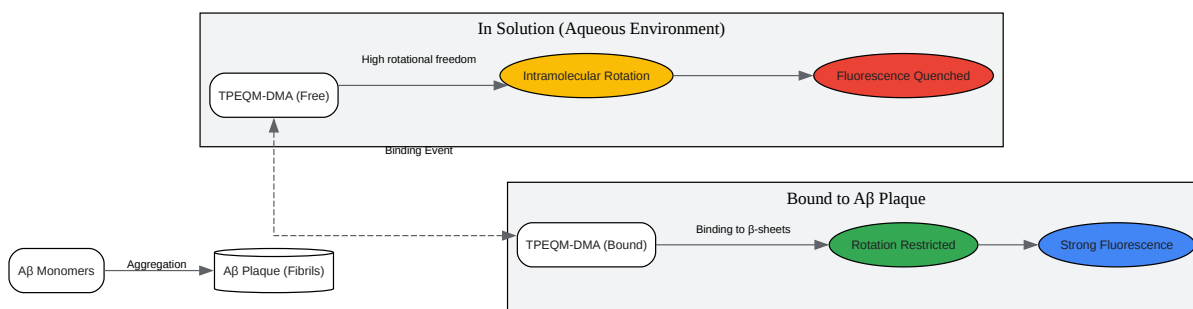 In Solution (Aqueous Environment)
High rotational freedom
TPEQM-DMA (Free)
Intramolecular Rotation
Fluorescence Quenched
Binding Event
Bound to Aβ Plaque
TPEQM-DMA (Bound)
Binding to β-sheets
Rotation Restricted
Strong Fluorescence
Aβ Monomers
Aggregation
Aβ Plaque (Fibrils)